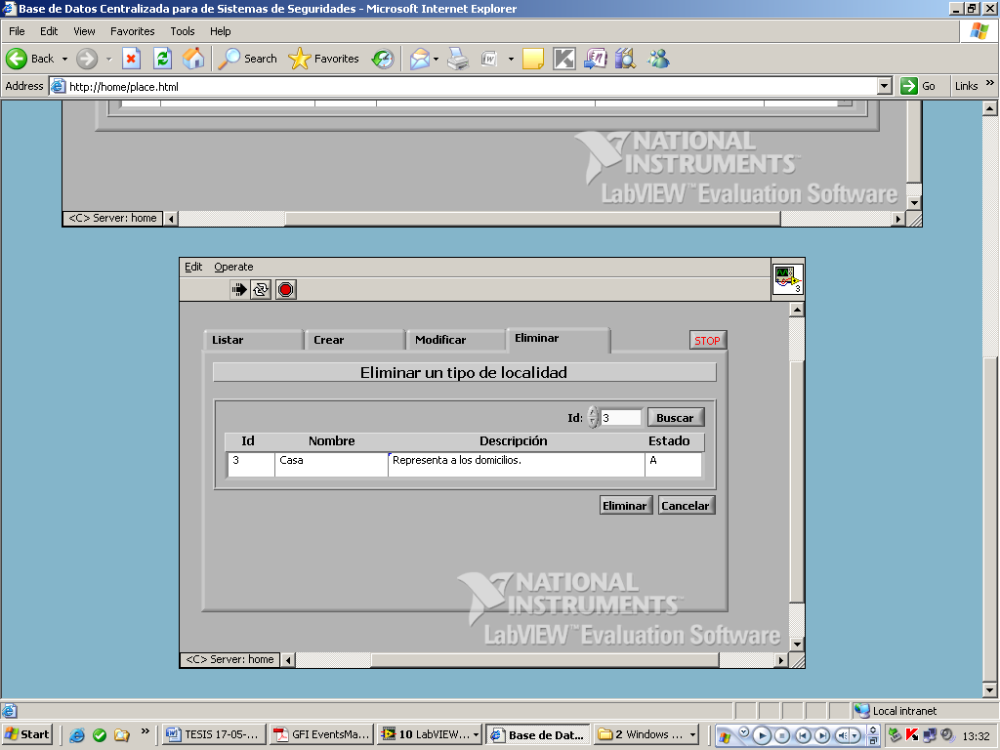 Base de Datos Centralizada para de Sistemas de Seguridades - Microsoft Internet Explorer
File Edit View Favorites Tools Help
Back Search Favorites
Address http://home/place.html Go Links »
NATIONAL
INSTRUMENTS™
LabVIEW™ Evaluation Software
<C> Server: home
Edit Operate
3
Listar Crear Modificar Eliminar STOP
Eliminar un tipo de localidad
Id: 3 Buscar
Id Nombre Descripción Estado
3 Casa Representa a los domicilios. A
Eliminar Cancelar
NATIONAL
INSTRUMENTS™
LabVIEW™ Evaluation Software
<C> Server: home
Local intranet
Start » TESIS 17-05-... GFI EventsMa... 10 LabVIEW... Base de Dat... 2 Windows ... 13:32